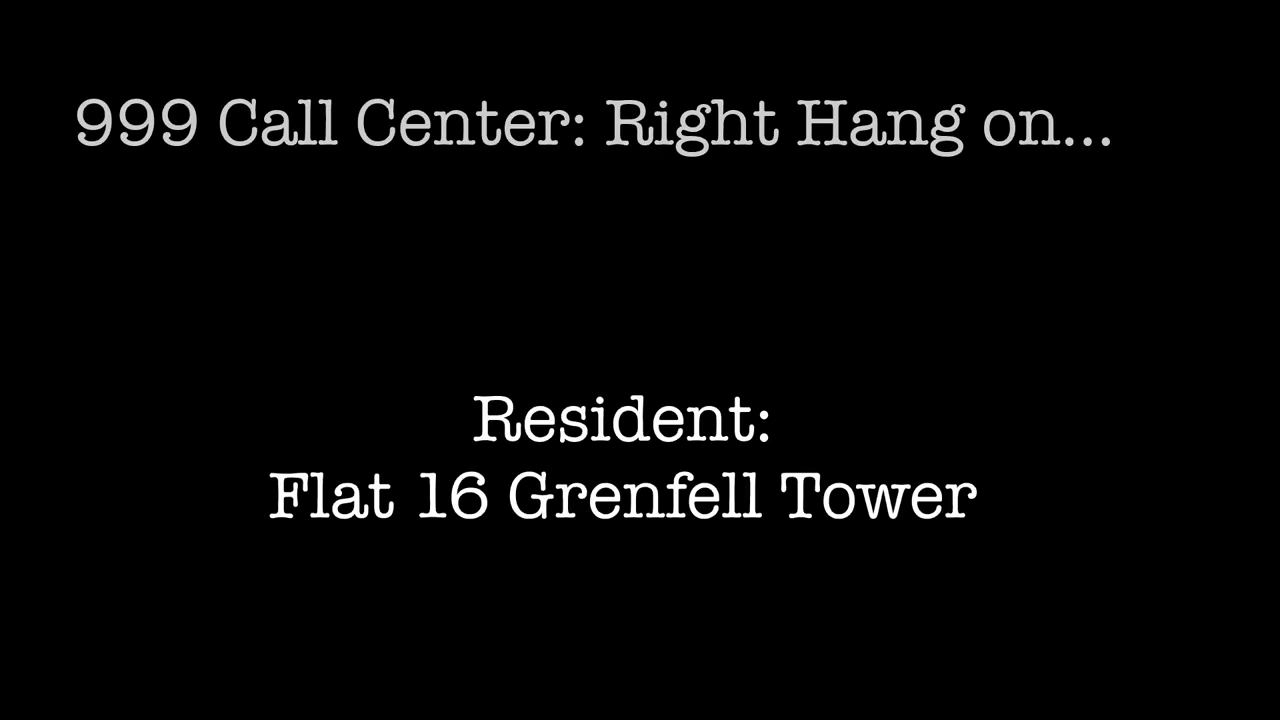 999 Call Center: Right Hang on...
Resident:
Flat 16 Grenfell Tower